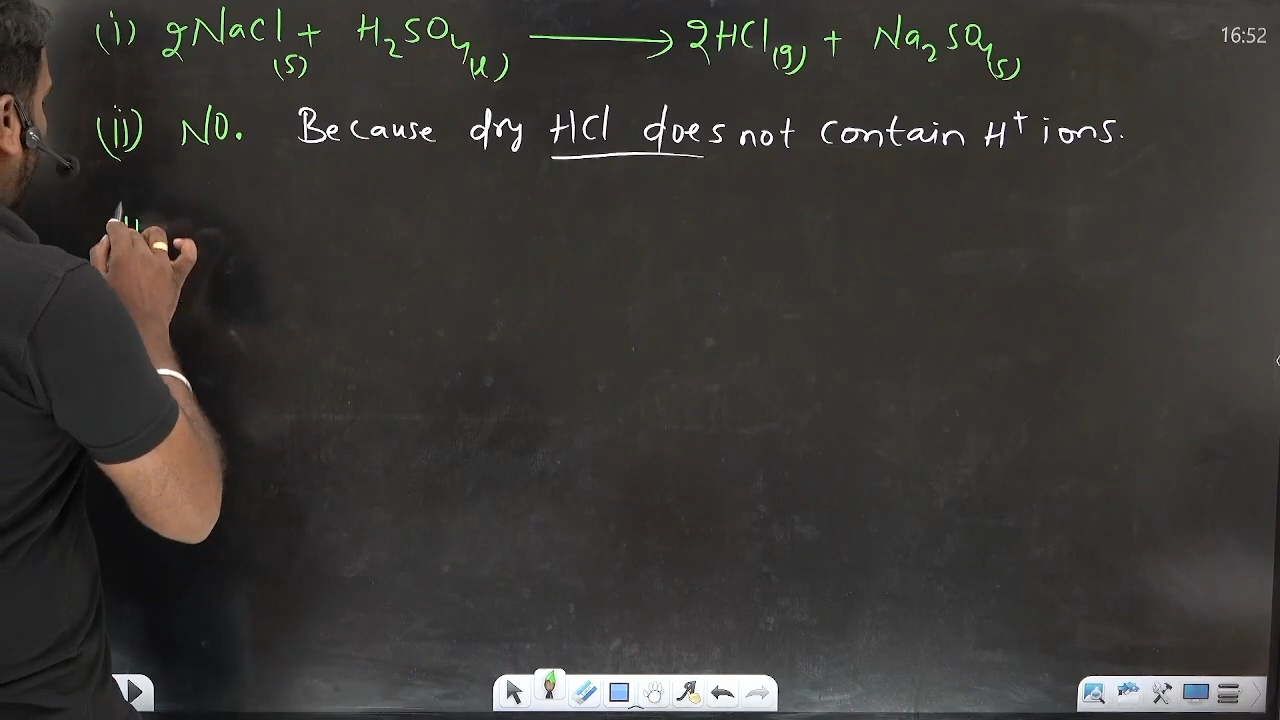 (i) 2NaCl(s) + H2SO4(l) ⟶ 2HCl(g) + Na2SO4(s)
16:52
(ii) NO. Because dry HCl does not contain H+ ions.